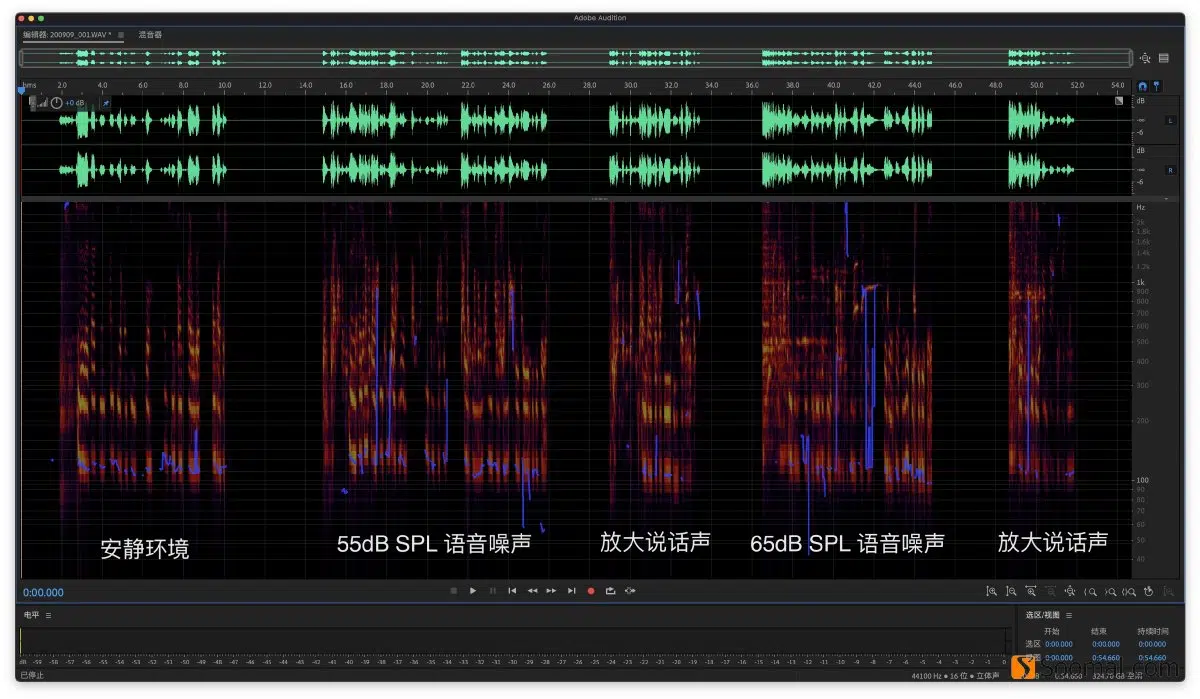 Adobe Audition
编辑器: 200909_001.WAV * 混音器
hms 2.0 4.0 6.0 8.0 10.0 12.0 14.0 16.0 18.0 20.0 22.0 24.0 26.0 28.0 30.0 32.0 34.0 36.0 38.0 40.0 42.0 44.0 46.0 48.0 50.0 52.0 54.0
+0 dB
dB
-∞ L
-6
dB
-∞ R
-6
Hz
2k
1.8k
1.6k
1.4k
1.2k
1k
900
800
700
600
500
400
300
200
100
90
80
70
60
50
40
安静环境 55dB SPL 语音噪声 放大说话声 65dB SPL 语音噪声 放大说话声
0:00.000
电平
选区/视图
开始 结束 持续时间
选区 0:00.000 0:00.000 0:00.000
0:00.000 0:54.660 0:54.660
dB -59 -58 -57 -56 -55 -54 -53 -52 -51 -50 -49 -48 -47 -46 -45 -44 -43 -42 -41 -40 -39 -38 -37 -36 -35 -34 -33 -32 -31 -30 -29 -28 -27 -26 -25 -24 -23 -22 -21 -20 -19 -18 -17 -16 -15 -14 -13 -12 -11 -10 -9 -8 -7 -6 -5 -4 -3 -2 -1 0
已停止
44100 Hz • 16 位 • 立体声 0:54.660
Soomal.com